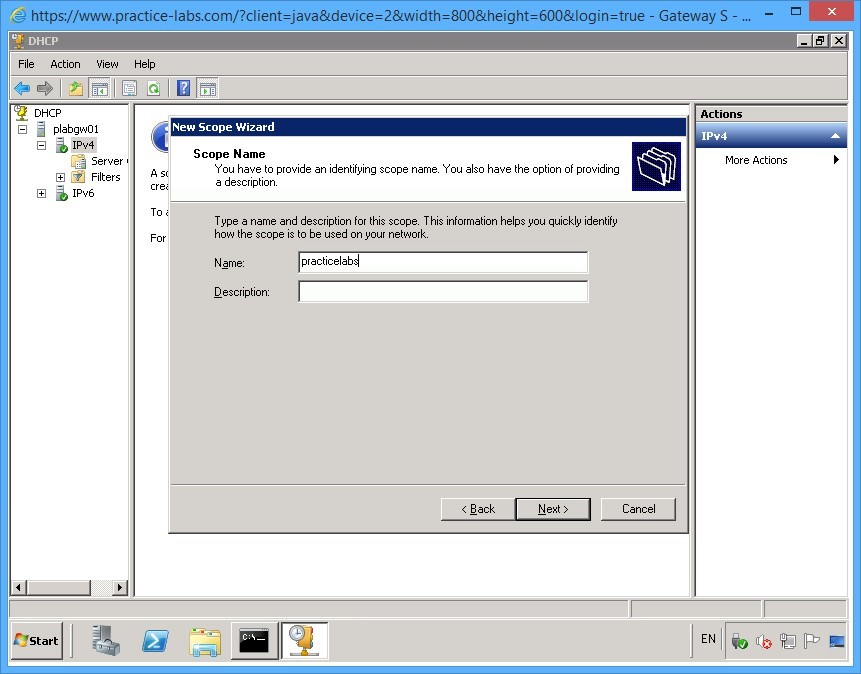 https://www.practice-labs.com/?client=java&device=2&width=800&height=600&login=true - Gateway S - ...
DHCP
File Action View Help
DHCP
plabgw01
IPv4
Server
Filters
IPv6
New Scope Wizard
Scope Name
You have to provide an identifying scope name. You also have the option of providing
a description.
Type a name and description for this scope. This information helps you quickly identify
how the scope is to be used on your network.
Name: practicelabs
Description:
< Back Next > Cancel
A sc
crea
To a
For
Actions
IPv4
More Actions
Start
C:\_
EN